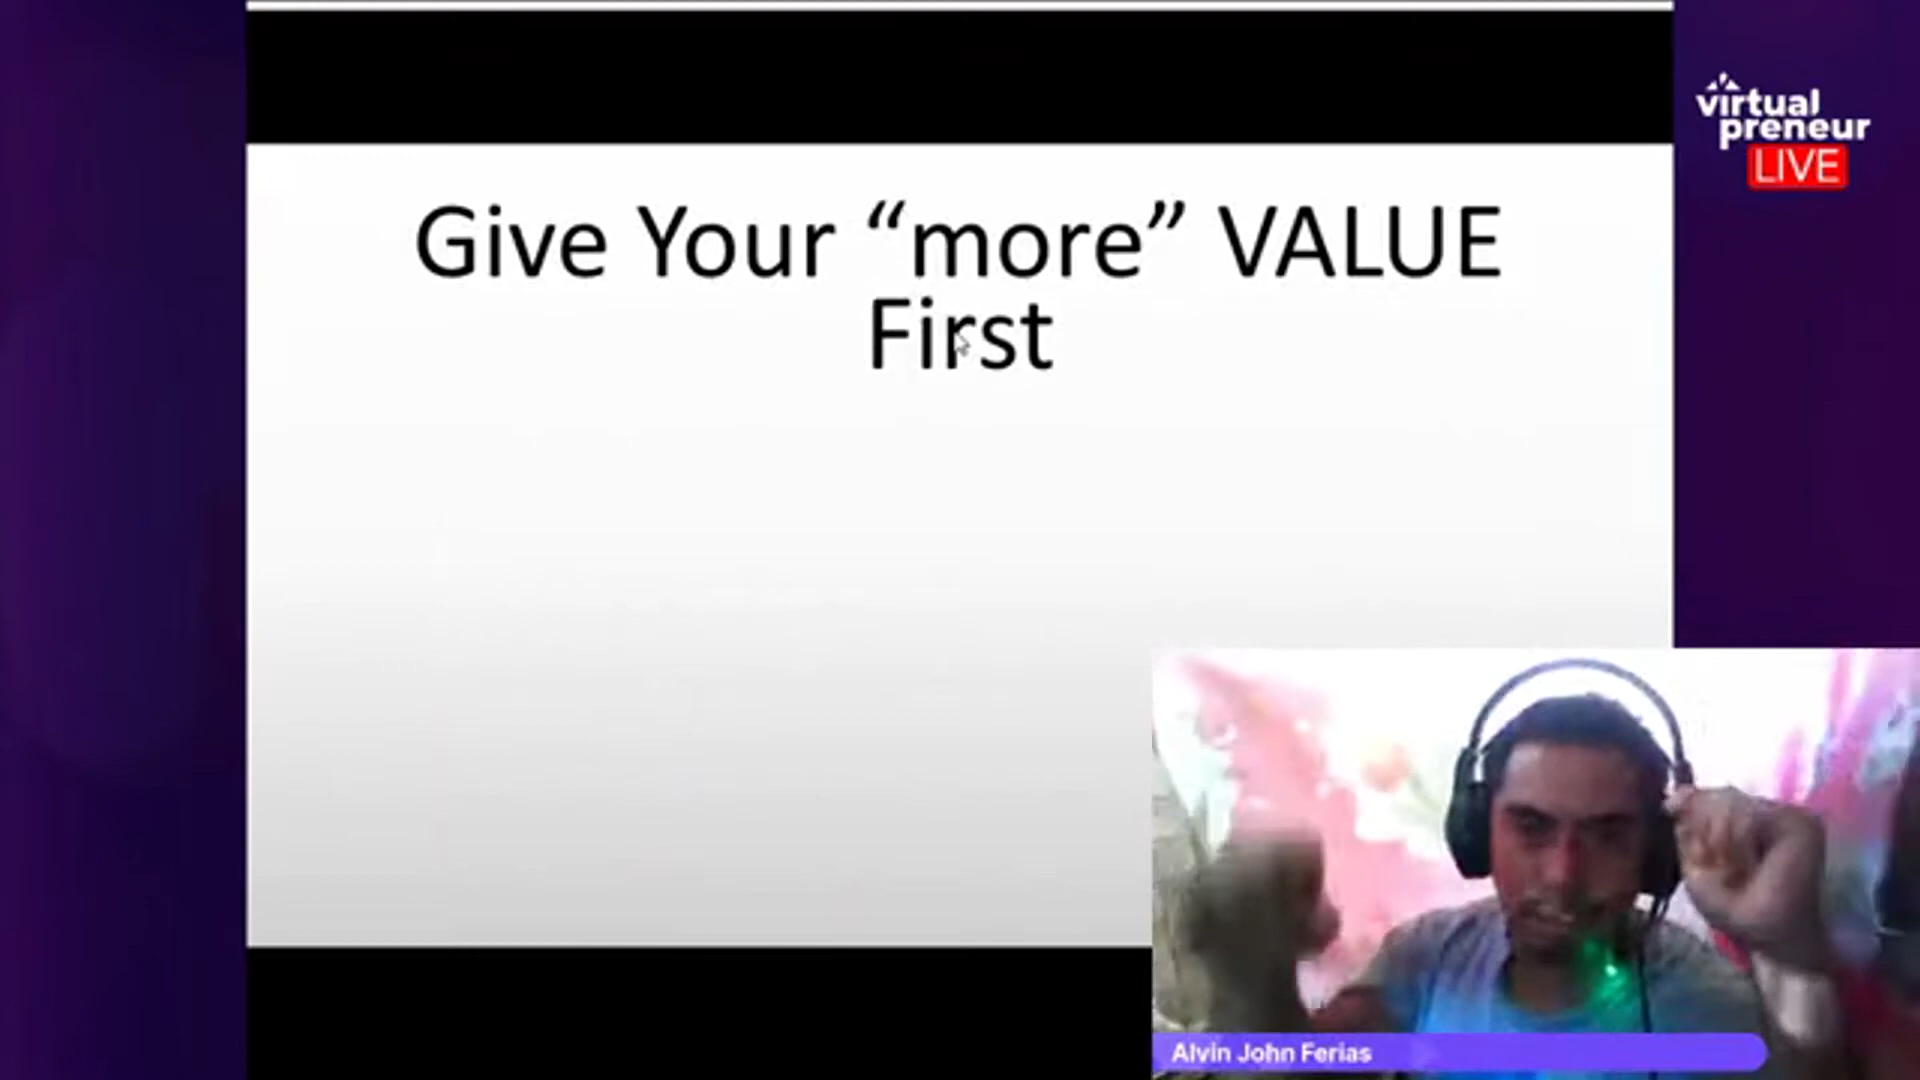 virtual
preneur
LIVE
Give Your “more” VALUE
First
Alvin John Ferias